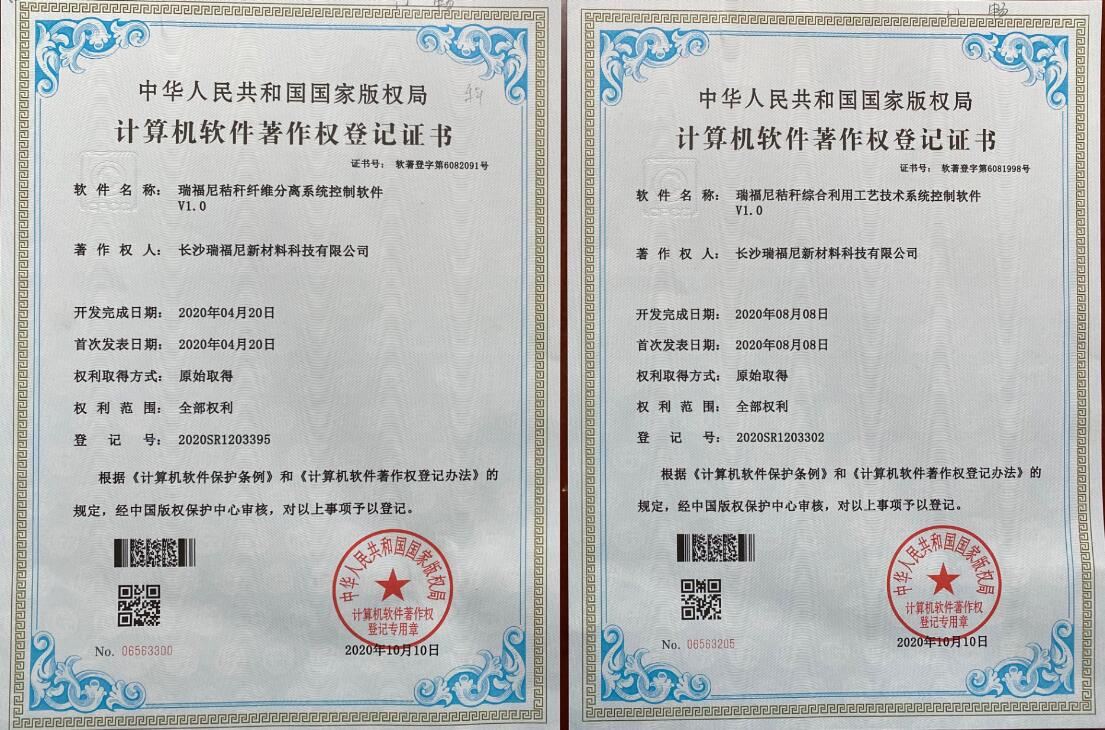 中华人民共和国国家版权局
计算机软件著作权登记证书
证书号： 软著登字第6082091号
软件名称： 瑞福尼秸秆纤维分离系统控制软件
V1.0
著作权人： 长沙瑞福尼新材料科技有限公司
开发完成日期： 2020年04月20日
首次发表日期： 2020年04月20日
权利取得方式： 原始取得
权利范围： 全部权利
登记号： 2020SR1203395
根据《计算机软件保护条例》和《计算机软件著作权登记办法》的
规定，经中国版权保护中心审核，对以上事项予以登记。
中华人民共和国国家版权局
计算机软件著作权
登记专用章
No. 06563300
2020年10月10日
中华人民共和国国家版权局
计算机软件著作权登记证书
证书号： 软著登字第6081998号
软件名称： 瑞福尼秸秆综合利用工艺技术系统控制软件
V1.0
著作权人： 长沙瑞福尼新材料科技有限公司
开发完成日期： 2020年08月08日
首次发表日期： 2020年08月08日
权利取得方式： 原始取得
权利范围： 全部权利
登记号： 2020SR1203302
根据《计算机软件保护条例》和《计算机软件著作权登记办法》的
规定，经中国版权保护中心审核，对以上事项予以登记。
中华人民共和国国家版权局
计算机软件著作权
登记专用章
No. 06563205
2020年10月10日